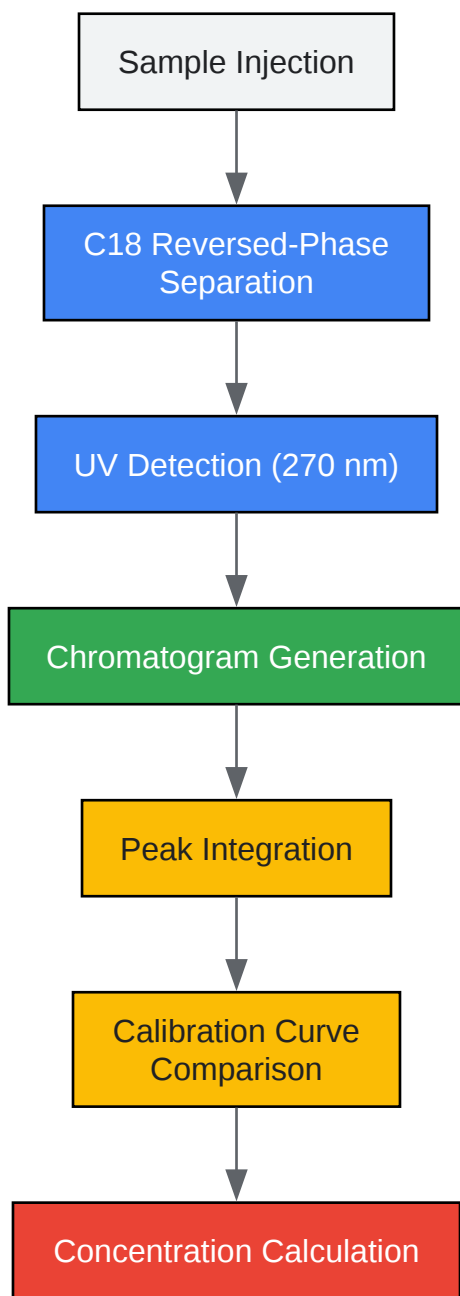 Sample Injection
C18 Reversed-Phase
Separation
UV Detection (270 nm)
Chromatogram Generation
Peak Integration
Calibration Curve
Comparison
Concentration Calculation